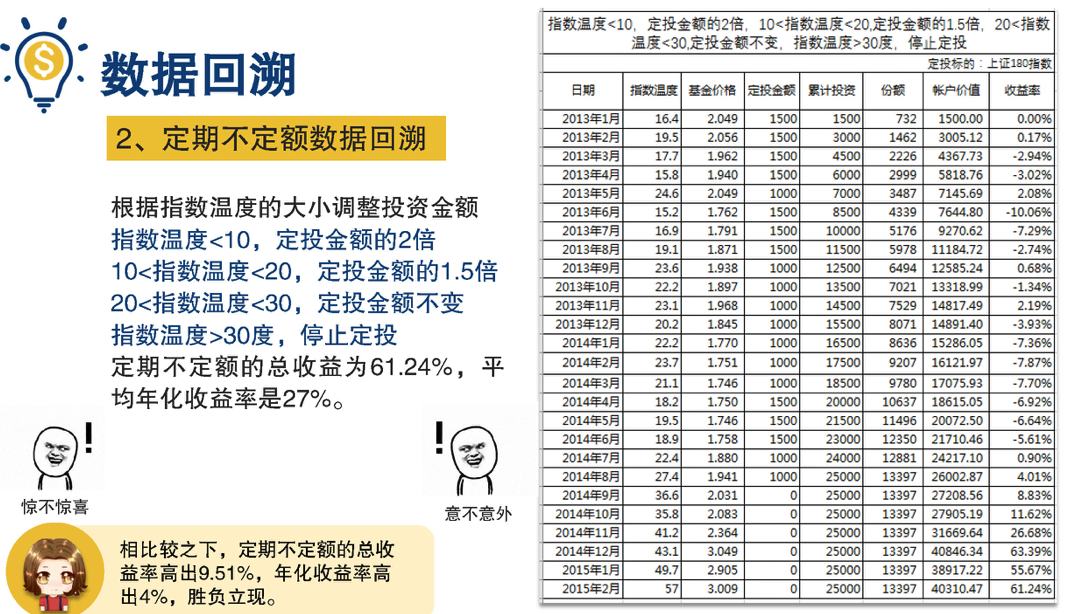 数据回溯
2、定期不定额数据回溯
根据指数温度的大小调整投资金额
指数温度<10，定投金额的2倍
10<指数温度<20，定投金额的1.5倍
20<指数温度<30，定投金额不变
指数温度>30度，停止定投
定期不定额的总收益为61.24%，平
均年化收益率是27%。
! !
惊不惊喜
意不意外
相比较之下，定期不定额的总收
益率高出9.51%，年化收益率高
出4%，胜负立现。
指数温度<10，定投金额的2倍，10<指数温度<20,定投金额的1.5倍，20<指数
温度<30,定投金额不变，指数温度>30度，停止定投
定投标的：上证180指数
日期 指数温度 基金价格 定投金额 累计投资 份额 帐户价值 收益率
2013年1月 16.4 2.049 1500 1500 732 1500.00 0.00%
2013年2月 19.5 2.056 1500 3000 1462 3005.12 0.17%
2013年3月 17.7 1.962 1500 4500 2226 4367.73 -2.94%
2013年4月 15.8 1.940 1500 6000 2999 5818.76 -3.02%
2013年5月 24.6 2.049 1000 7000 3487 7145.69 2.08%
2013年6月 15.2 1.762 1500 8500 4339 7644.80 -10.06%
2013年7月 16.9 1.791 1500 10000 5176 9270.62 -7.29%
2013年8月 19.1 1.871 1500 11500 5978 11184.72 -2.74%
2013年9月 23.6 1.938 1000 12500 6494 12585.24 0.68%
2013年10月 22.2 1.897 1000 13500 7021 13318.99 -1.34%
2013年11月 23.1 1.968 1000 14500 7529 14817.49 2.19%
2013年12月 20.2 1.845 1000 15500 8071 14891.40 -3.93%
2014年1月 22.2 1.770 1000 16500 8636 15286.05 -7.36%
2014年2月 23.7 1.751 1000 17500 9207 16121.97 -7.87%
2014年3月 21.1 1.746 1000 18500 9780 17075.93 -7.70%
2014年4月 18.2 1.750 1500 20000 10637 18615.05 -6.92%
2014年5月 19.5 1.746 1500 21500 11496 20072.50 -6.64%
2014年6月 18.9 1.758 1500 23000 12350 21710.46 -5.61%
2014年7月 22.4 1.880 1000 24000 12881 24217.10 0.90%
2014年8月 27.4 1.941 1000 25000 13397 26002.87 4.01%
2014年9月 36.6 2.031 0 25000 13397 27208.56 8.83%
2014年10月 35.8 2.083 0 25000 13397 27905.19 11.62%
2014年11月 41.2 2.364 0 25000 13397 31669.64 26.68%
2014年12月 43.1 3.049 0 25000 13397 40846.34 63.39%
2015年1月 49.7 2.905 0 25000 13397 38917.22 55.67%
2015年2月 57 3.009 0 25000 13397 40310.47 61.24%